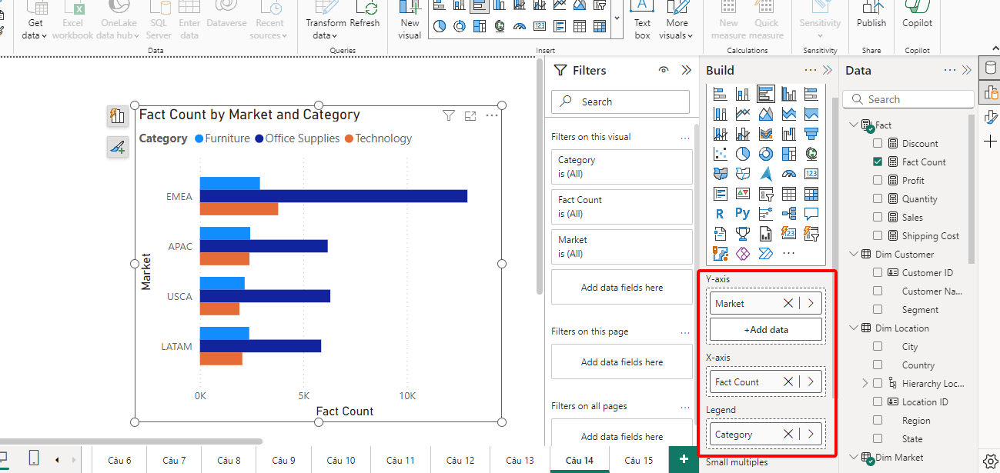 Get data
Excel workbook
OneLake data hub
SQL Server
Enter data
Dataverse
Recent sources
Transform data
Refresh
New visual
Text box
More visuals
New measure
Quick measure
Sensitivity
Publish
Copilot
Data
Queries
Insert
Calculations
Sensitivity
Share
Copilot
Fact Count by Market and Category
Category Furniture Office Supplies Technology
EMEA
APAC
USCA
LATAM
Market
0K 5K 10K
Fact Count
Filters
Search
Filters on this visual
Category
is (All)
Fact Count
is (All)
Market
is (All)
Add data fields here
Filters on this page
Add data fields here
Filters on all pages
Add data fields here
Build
123
R
Py
123
Y-axis
Market
+Add data
X-axis
Fact Count
Legend
Category
Small multiples
Data
Search
Fact
Discount
Fact Count
Profit
Quantity
Sales
Shipping Cost
Dim Customer
Customer ID
Customer Na...
Segment
Dim Location
City
Country
Hierarchy Loc...
Location ID
Region
State
Dim Market
Câu 6
Câu 7
Câu 8
Câu 9
Câu 10
Câu 11
Câu 12
Câu 13
Câu 14
Câu 15